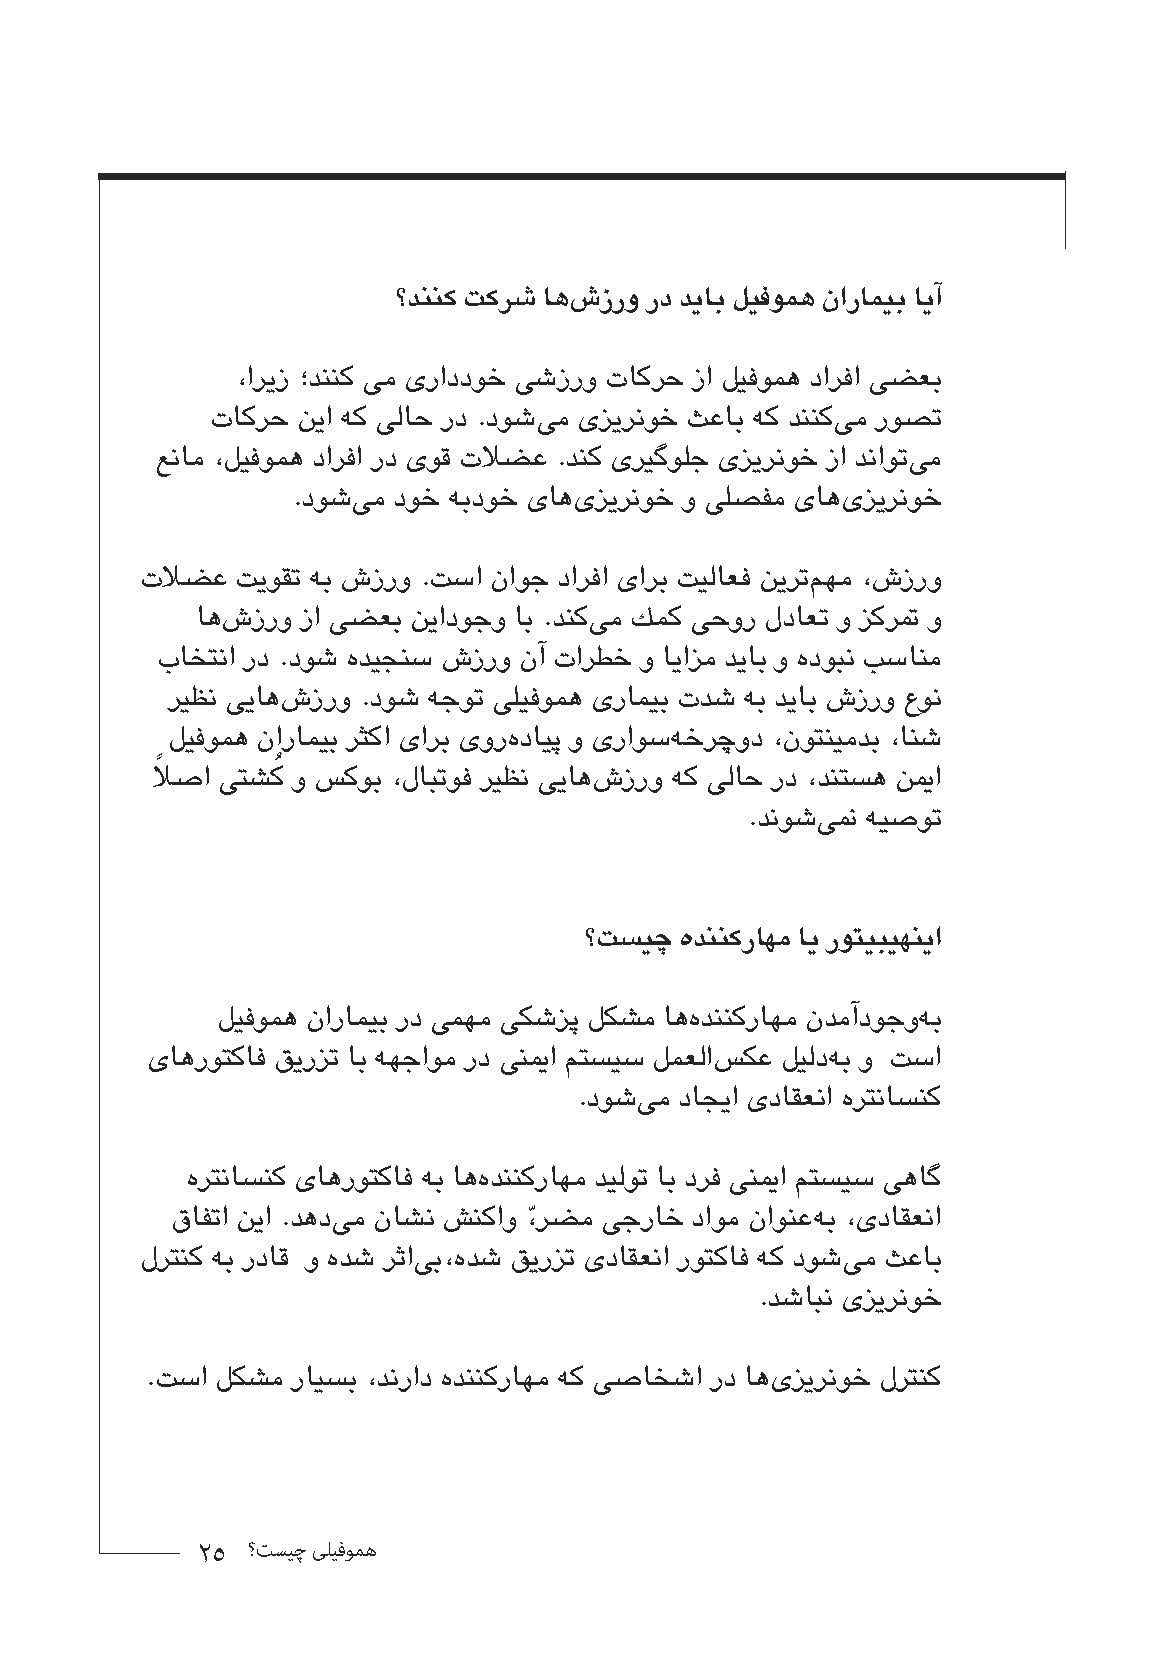 آیا بیماران هموفیل باید در ورزش‌ها شرکت کنند؟
بعضی افراد هموفیل از حرکات ورزشی خودداری می کنند؛ زیرا،
تصور می‌کنند که باعث خونریزی می‌شود. در حالی که این حرکات
می‌تواند از خونریزی جلوگیری کند. عضلات قوی در افراد هموفیل، مانع
خونریزی‌های مفصلی و خونریزی‌های خودبه‌ خود می‌شود.
ورزش، مهم‌ترین فعالیت برای افراد جوان است. ورزش به تقویت عضلات
و تمرکز و تعادل روحی کمك می‌کند. با وجوداین بعضی از ورزش‌ها
مناسب نبوده و باید مزایا و خطرات آن ورزش سنجیده شود. در انتخاب
نوع ورزش باید به شدت بیماری هموفیلی توجه شود. ورزش‌هایی نظیر
شنا، بدمینتون، دوچرخه‌سواری و پیاده‌روی برای اکثر بیماران هموفیل
ایمن هستند، در حالی که ورزش‌هایی نظیر فوتبال، بوکس و کُشتی اصلاً
توصیه نمی‌شوند.
اینهیبیتور یا مهارکننده چیست؟
به‌وجودآمدن مهارکننده‌ها مشکل پزشکی مهمی در بیماران هموفیل
است و به‌دلیل عکس‌العمل سیستم ایمنی در مواجهه با تزریق فاکتورهای
کنسانتره انعقادی ایجاد می‌شود.
گاهی سیستم ایمنی فرد با تولید مهارکننده‌ها به فاکتورهای کنسانتره
انعقادی، به‌عنوان مواد خارجی مضرّ، واکنش نشان می‌دهد. این اتفاق
باعث می‌شود که فاکتور انعقادی تزریق شده،بی‌اثر شده و قادر به کنترل
خونریزی نباشد.
کنترل خونریزی‌ها در اشخاصی که مهارکننده دارند، بسیار مشکل است.
هموفیلی چیست؟ ۲۵